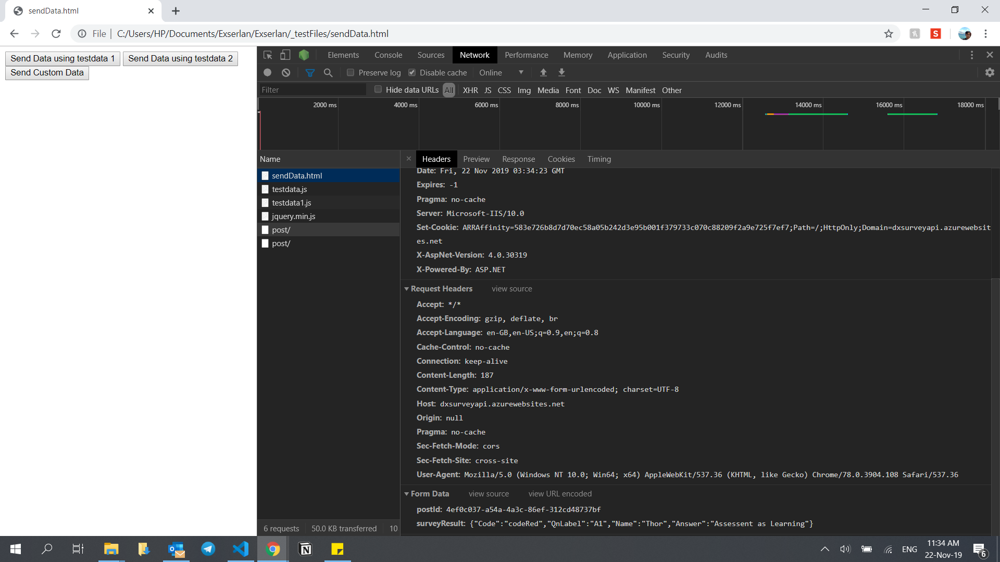 sendData.html
File | C:/Users/HP/Documents/Exserlan/Exserlan/_testFiles/sendData.html
S
Send Data using testdata 1 Send Data using testdata 2
Send Custom Data
Elements Console Sources Network Performance Memory Application Security Audits
Preserve log Disable cache Online
Filter Hide data URLs All XHR JS CSS Img Media Font Doc WS Manifest Other
2000 ms 4000 ms 6000 ms 8000 ms 10000 ms 12000 ms 14000 ms 16000 ms 18000 ms
Name
sendData.html
testdata.js
testdata1.js
jquery.min.js
post/
post/
6 requests 50.0 KB transferred 10
Headers Preview Response Cookies Timing
Date: Fri, 22 Nov 2019 03:34:23 GMT
Expires: -1
Pragma: no-cache
Server: Microsoft-IIS/10.0
Set-Cookie: ARRAffinity=583e726b8d7d70ec58a05b242d3e95b001f379733c070c88209f2a9e725f7ef7;Path=/;HttpOnly;Domain=dxsurveyapi.azurewebsit
es.net
X-AspNet-Version: 4.0.30319
X-Powered-By: ASP.NET
Request Headers view source
Accept: */*
Accept-Encoding: gzip, deflate, br
Accept-Language: en-GB,en-US;q=0.9,en;q=0.8
Cache-Control: no-cache
Connection: keep-alive
Content-Length: 187
Content-Type: application/x-www-form-urlencoded; charset=UTF-8
Host: dxsurveyapi.azurewebsites.net
Origin: null
Pragma: no-cache
Sec-Fetch-Mode: cors
Sec-Fetch-Site: cross-site
User-Agent: Mozilla/5.0 (Windows NT 10.0; Win64; x64) AppleWebKit/537.36 (KHTML, like Gecko) Chrome/78.0.3904.108 Safari/537.36
Form Data view source view URL encoded
postId: 4ef0c037-a54a-4a3c-86ef-312cd48737bf
surveyResult: {"Code":"codeRed","QnLabel":"A1","Name":"Thor","Answer":"Assessent as Learning"}
ENG
11:34 AM
22-Nov-19
6